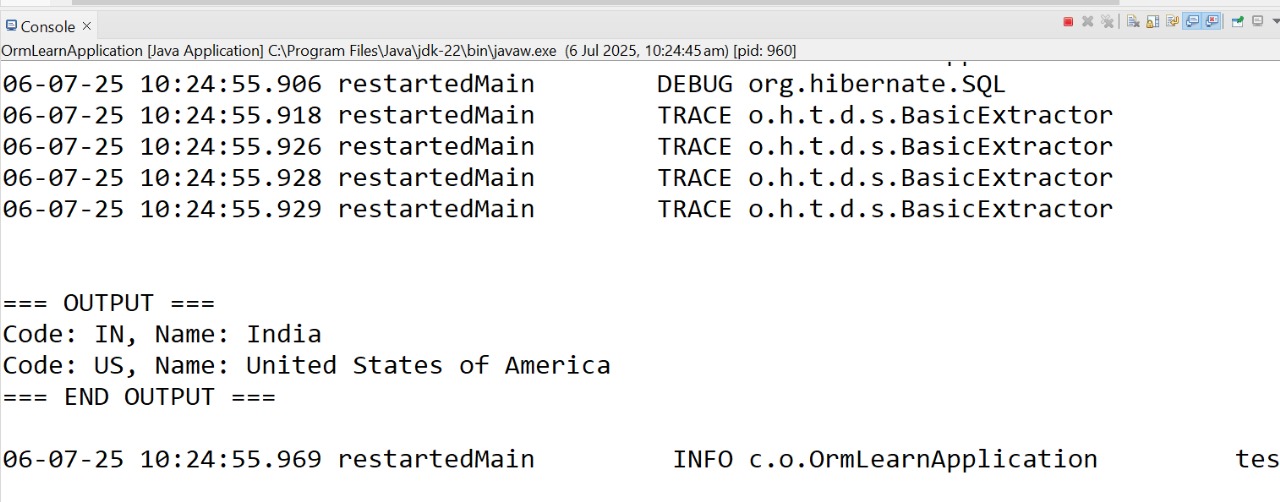 Console
OrmLearnApplication [Java Application] C:\Program Files\Java\jdk-22\bin\javaw.exe (6 Jul 2025, 10:24:45 am) [pid: 960]
06-07-25 10:24:55.906 restartedMain DEBUG org.hibernate.SQL
06-07-25 10:24:55.918 restartedMain TRACE o.h.t.d.s.BasicExtractor
06-07-25 10:24:55.926 restartedMain TRACE o.h.t.d.s.BasicExtractor
06-07-25 10:24:55.928 restartedMain TRACE o.h.t.d.s.BasicExtractor
06-07-25 10:24:55.929 restartedMain TRACE o.h.t.d.s.BasicExtractor
=== OUTPUT ===
Code: IN, Name: India
Code: US, Name: United States of America
=== END OUTPUT ===
06-07-25 10:24:55.969 restartedMain INFO c.o.OrmLearnApplication tes